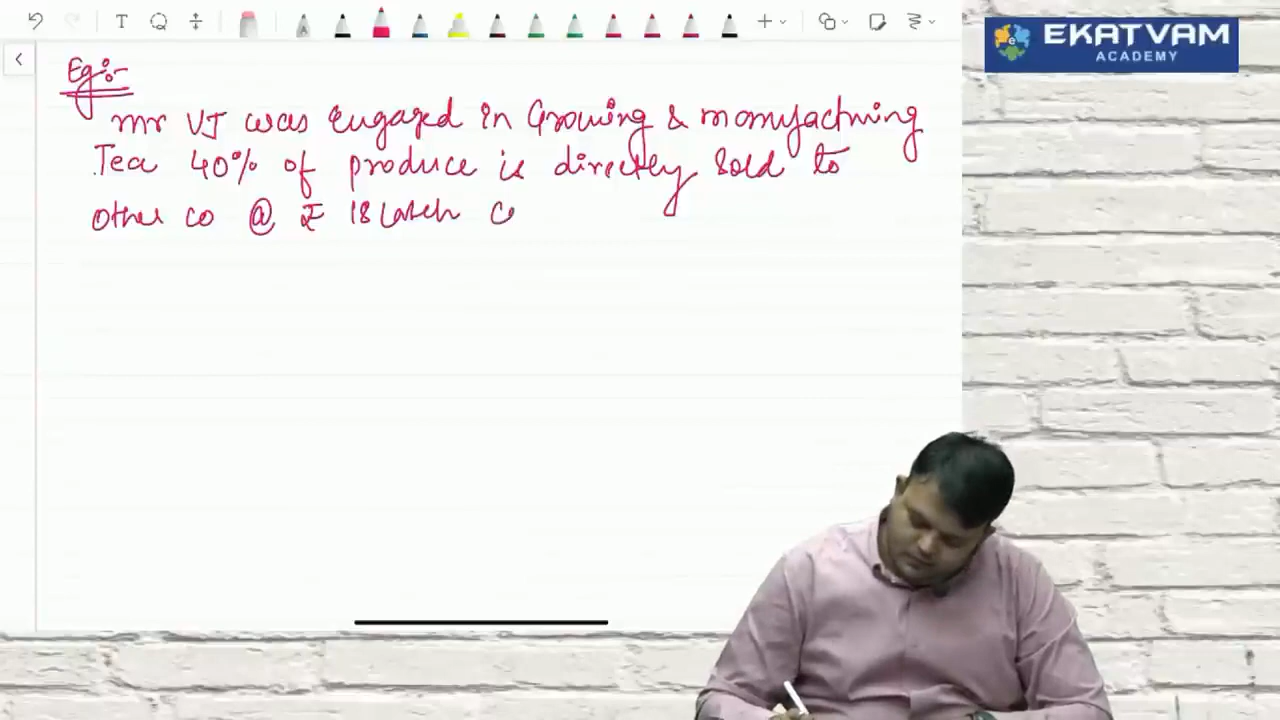 EKATVAM
ACADEMY
Eg:-
Mr VJ was Engaged in Growing & manufacturing
Tea 40% of produce is directly Sold to
other co @ ₹ 18 Lakh C